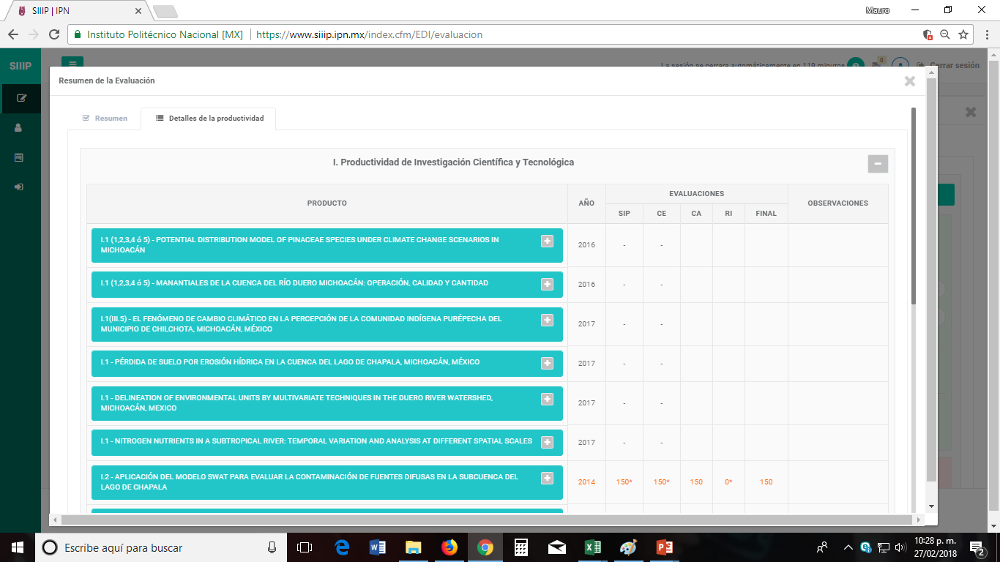 SIIIP | IPN
Mauro
Instituto Politécnico Nacional [MX]
https://www.siiip.ipn.mx/index.cfm/EDI/evaluacion
SIIIP
La sesión se cerrara automáticamente en 119 minutos
0
Cerrar sesión
Resumen de la Evaluación
Resumen
Detalles de la productividad
I. Productividad de Investigación Científica y Tecnológica
PRODUCTO
AÑO
EVALUACIONES
OBSERVACIONES
SIP CE CA RI FINAL
I.1 (1,2,3,4 ó 5) - POTENTIAL DISTRIBUTION MODEL OF PINACEAE SPECIES UNDER CLIMATE CHANGE SCENARIOS IN
MICHOACÁN
2016 - -
I.1 (1,2,3,4 ó 5) - MANANTIALES DE LA CUENCA DEL RÍO DUERO MICHOACÁN: OPERACIÓN, CALIDAD Y CANTIDAD
2016 - -
I.1(III.5) - EL FENÓMENO DE CAMBIO CLIMÁTICO EN LA PERCEPCIÓN DE LA COMUNIDAD INDÍGENA PURÉPECHA DEL
MUNICIPIO DE CHILCHOTA, MICHOACÁN, MÉXICO
2017 - -
I.1 - PÉRDIDA DE SUELO POR EROSIÓN HÍDRICA EN LA CUENCA DEL LAGO DE CHAPALA, MICHOACÁN, MÉXICO
2017 - -
I.1 - DELINEATION OF ENVIRONMENTAL UNITS BY MULTIVARIATE TECHNIQUES IN THE DUERO RIVER WATERSHED,
MICHOACÁN, MEXICO
2017 - -
I.1 - NITROGEN NUTRIENTS IN A SUBTROPICAL RIVER: TEMPORAL VARIATION AND ANALYSIS AT DIFFERENT SPATIAL SCALES
2017 - -
I.2 - APLICACIÓN DEL MODELO SWAT PARA EVALUAR LA CONTAMINACIÓN DE FUENTES DIFUSAS EN LA SUBCUENCA DEL
LAGO DE CHAPALA
2014 150* 150* 150 0* 150
Escribe aquí para buscar
10:28 p. m.
27/02/2018
2